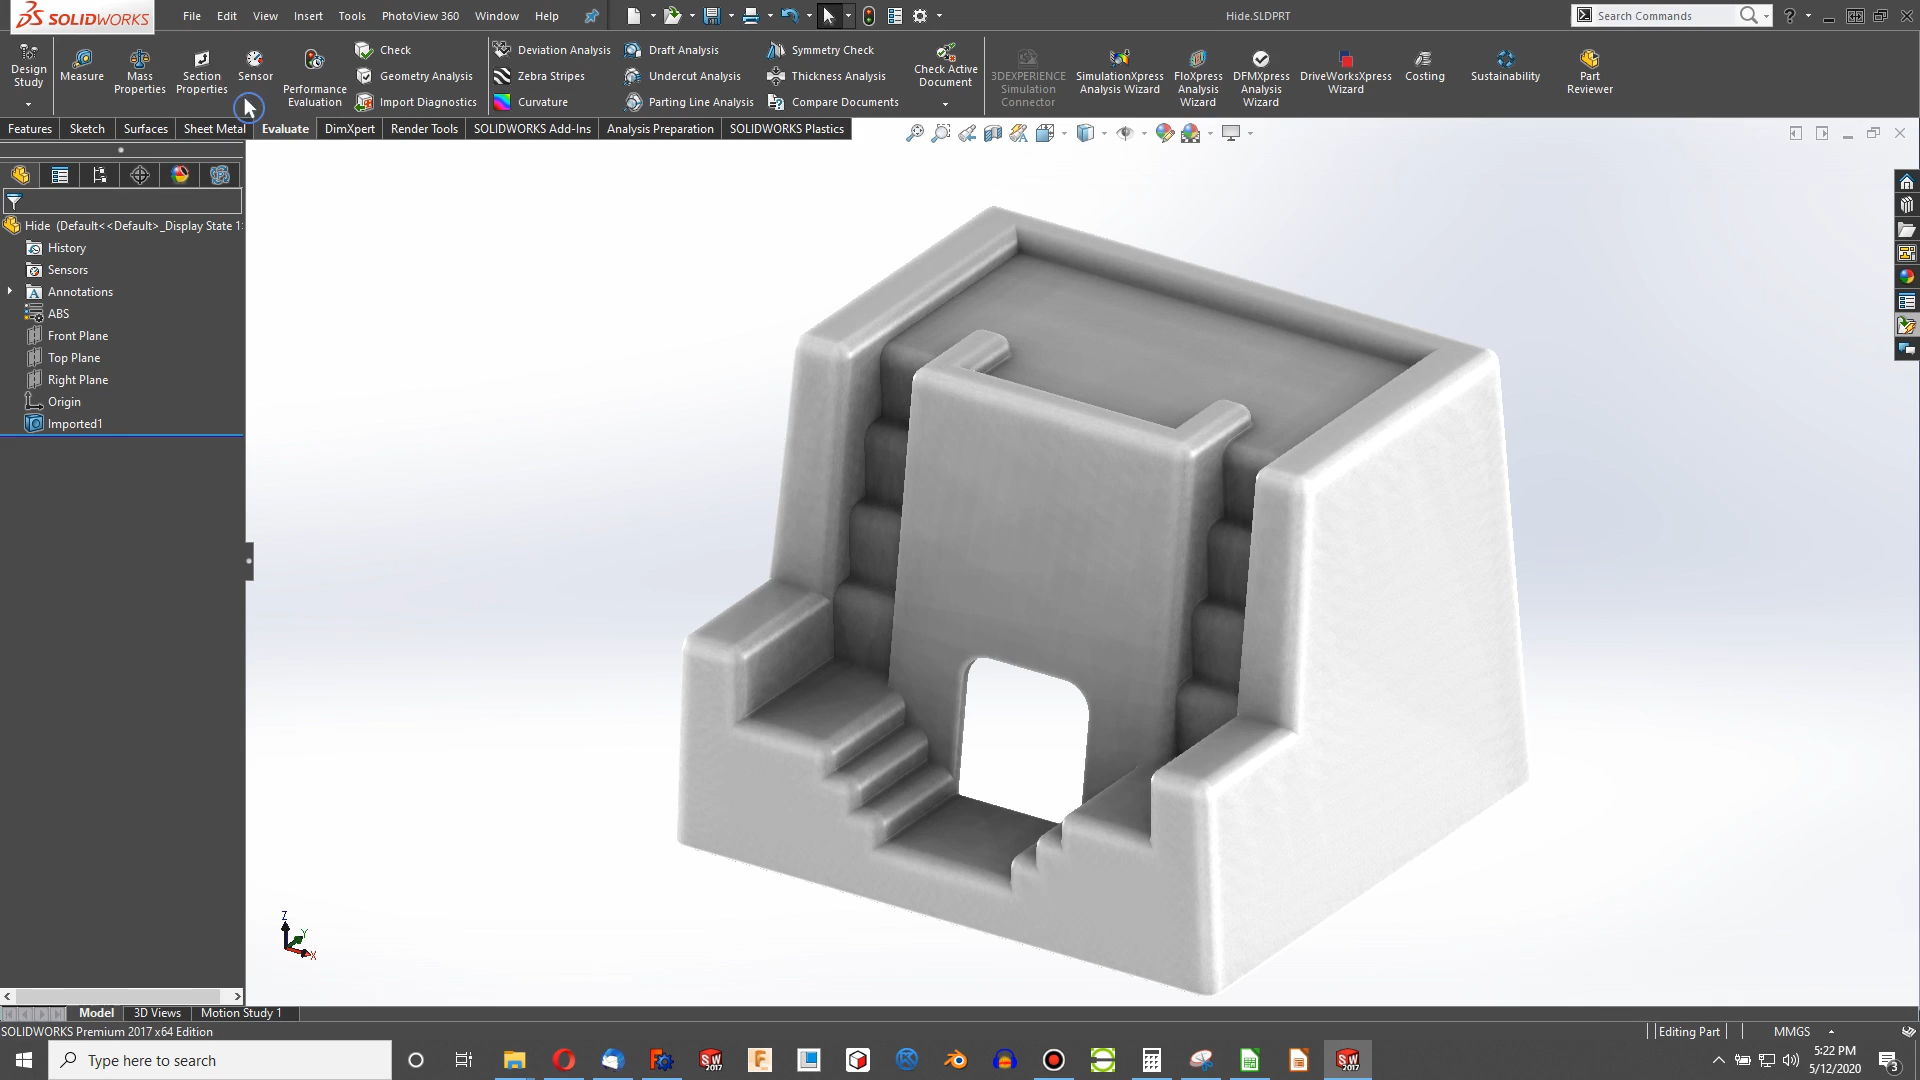 SOLIDWORKS
File Edit View Insert Tools PhotoView 360 Window Help
Hide.SLDPRT
Search Commands
Design Study
Measure
Mass Properties
Section Properties
Sensor
Performance Evaluation
Check
Geometry Analysis
Import Diagnostics
Deviation Analysis
Zebra Stripes
Curvature
Draft Analysis
Undercut Analysis
Parting Line Analysis
Symmetry Check
Thickness Analysis
Compare Documents
Check Active Document
3DEXPERIENCE Simulation Connector
SimulationXpress Analysis Wizard
FloXpress Analysis Wizard
DFMXpress Analysis Wizard
DriveWorksXpress Wizard
Costing
Sustainability
Part Reviewer
Features Sketch Surfaces Sheet Metal Evaluate DimXpert Render Tools SOLIDWORKS Add-Ins Analysis Preparation SOLIDWORKS Plastics
Hide (Default<<Default>_Display State 1
History
Sensors
Annotations
ABS
Front Plane
Top Plane
Right Plane
Origin
Imported1
Z
Y
X
Model 3D Views Motion Study 1
SOLIDWORKS Premium 2017 x64 Edition
Editing Part
MMGS
Type here to search
5:22 PM
5/12/2020
3